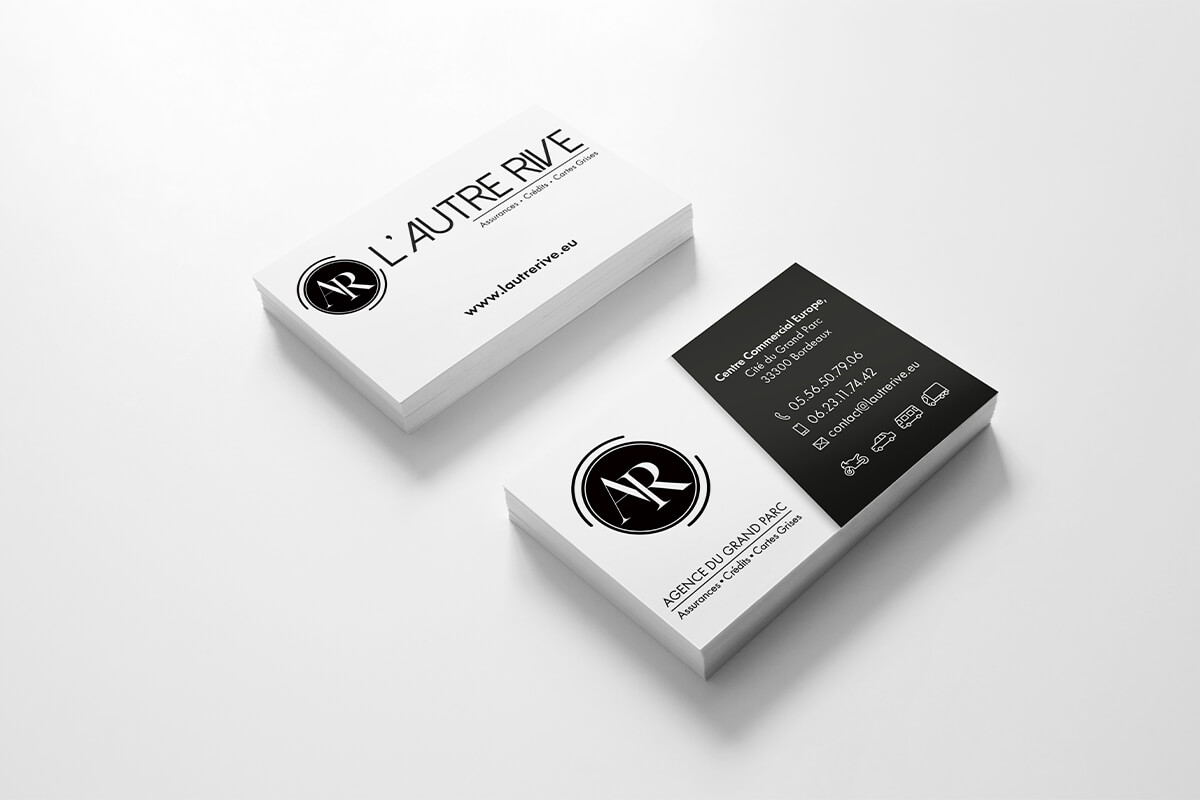 L'AUTRE RIVE
Assurances • Crédits • Cartes Grises
AR
www.lautrerive.eu
Centre Commercial Europe,
Cité du Grand Parc
33300 Bordeaux
05.56.50.79.06
06.23.11.74.42
contact@lautrerive.eu
AR
AGENCE DU GRAND PARC
Assurances • Crédits • Cartes Grises